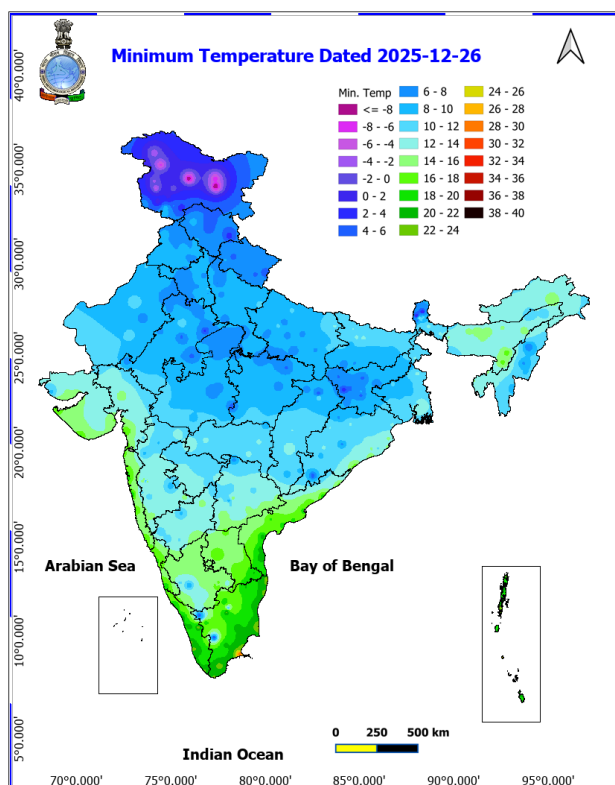 Minimum Temperature Dated 2025-12-26
Min. Temp
<= -8
-8 - -6
-6 - -4
-4 - -2
-2 - 0
0 - 2
2 - 4
4 - 6
6 - 8
8 - 10
10 - 12
12 - 14
14 - 16
16 - 18
18 - 20
20 - 22
22 - 24
24 - 26
26 - 28
28 - 30
30 - 32
32 - 34
34 - 36
36 - 38
38 - 40
40°0.000'
35°0.000'
30°0.000'
25°0.000'
20°0.000'
15°0.000'
10°0.000'
5°0.000'
Arabian Sea
Bay of Bengal
Indian Ocean
0 250 500 km
70°0.000' 75°0.000' 80°0.000' 85°0.000' 90°0.000' 95°0.000'